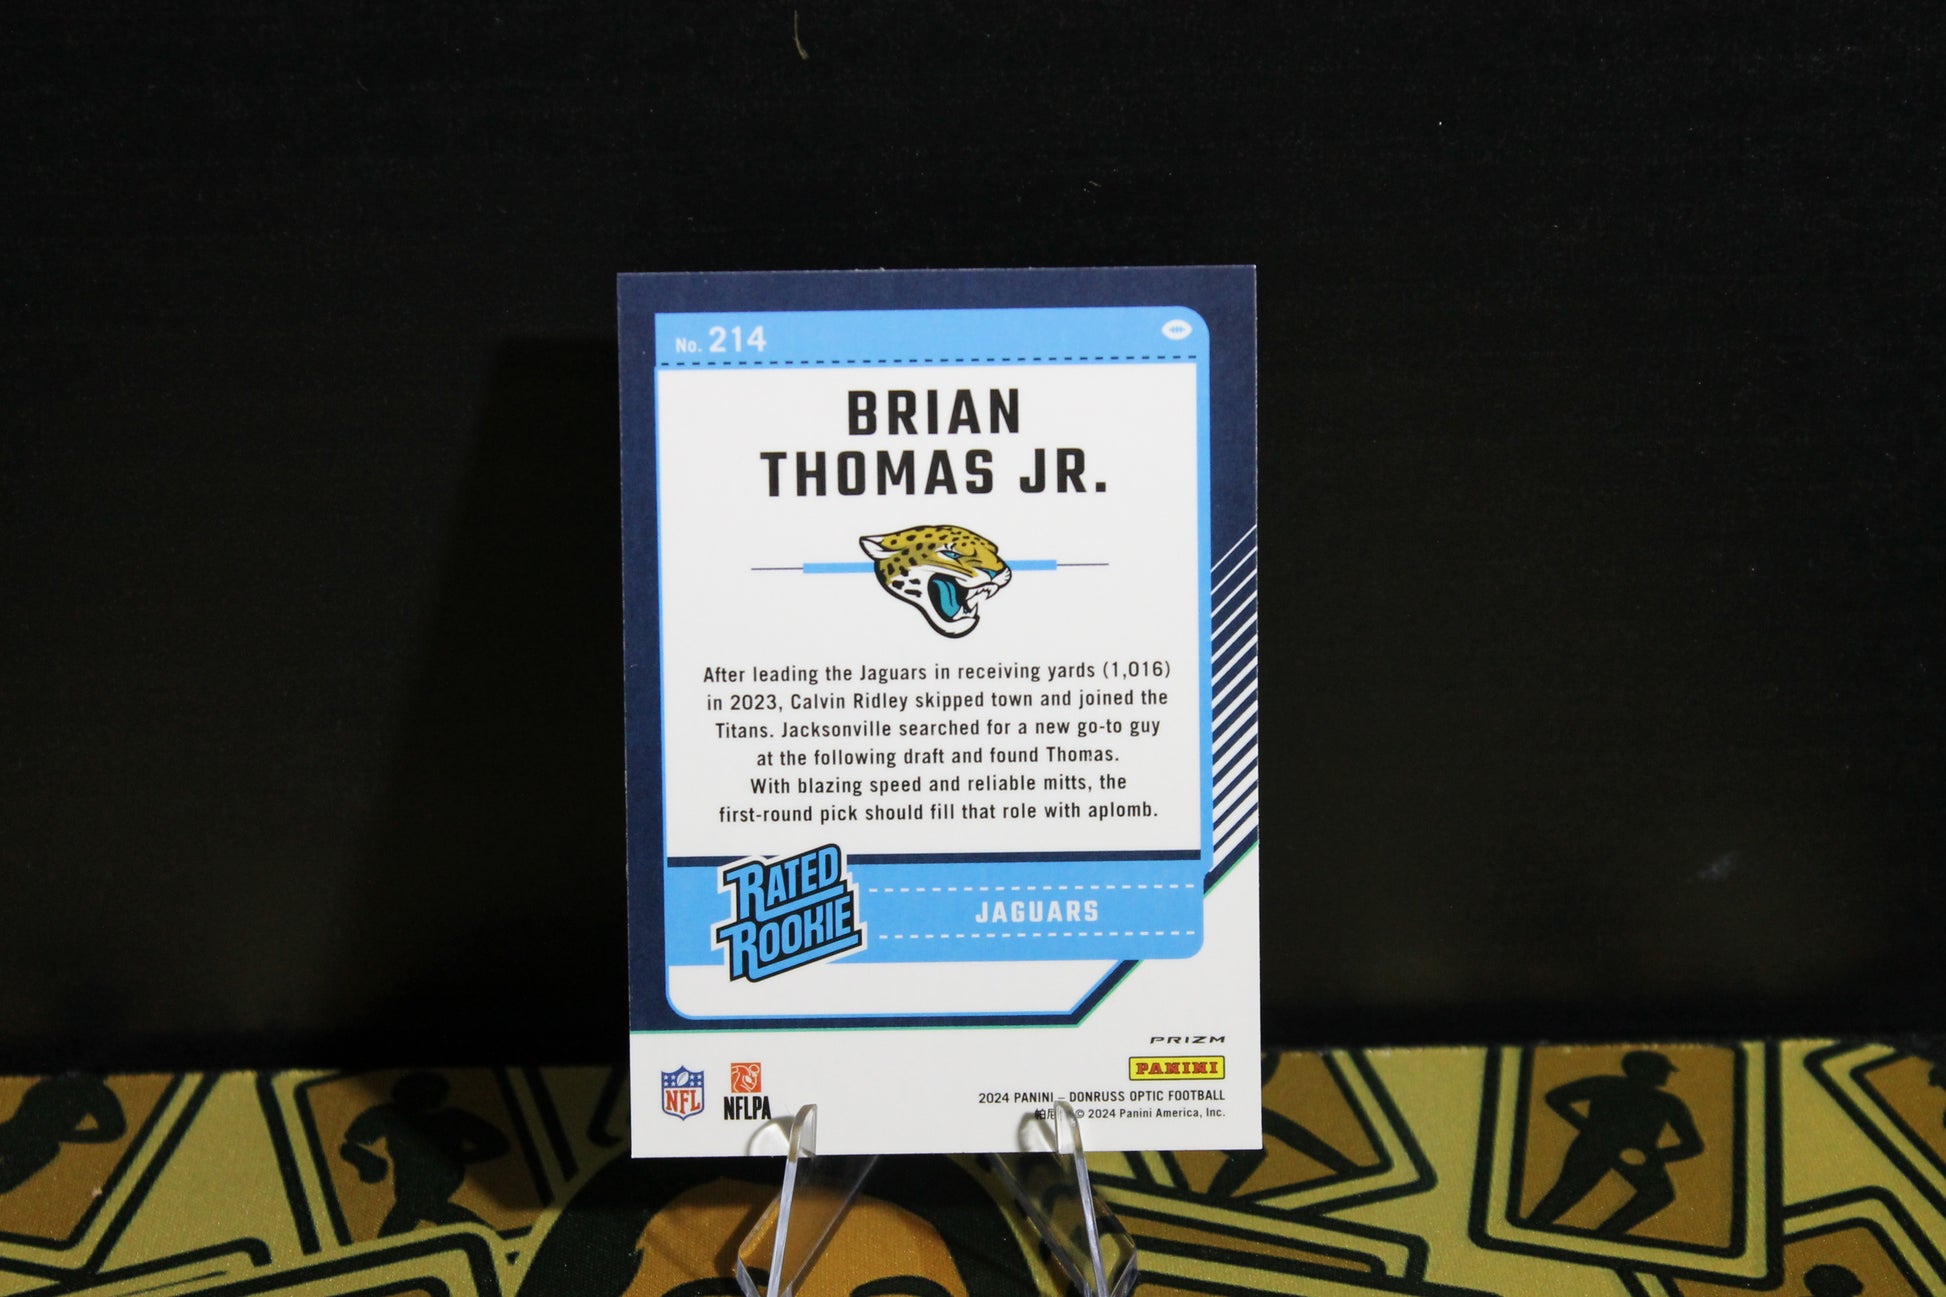 No. 214
BRIAN
THOMAS JR.
After leading the Jaguars in receiving yards (1,016)
in 2023, Calvin Ridley skipped town and joined the
Titans. Jacksonville searched for a new go-to guy
at the following draft and found Thomas.
With blazing speed and reliable mitts, the
first-round pick should fill that role with aplomb.
RATED
ROOKIE
JAGUARS
PRIZM
PANINI
NFL
NFLPA
2024 PANINI – DONRUSS OPTIC FOOTBALL
© 2024 Panini America, Inc.